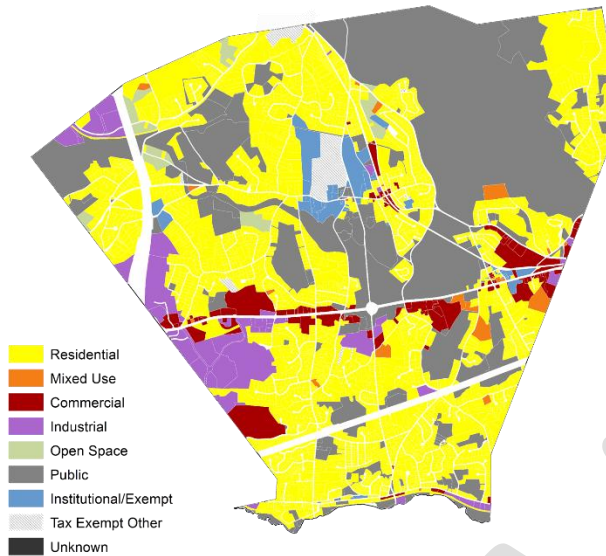 Residential
Mixed Use
Commercial
Industrial
Open Space
Public
Institutional/Exempt
Tax Exempt Other
Unknown